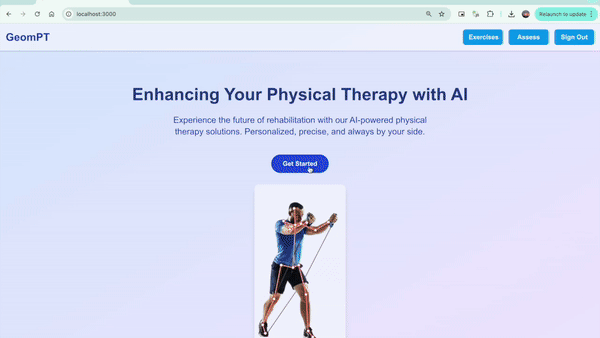 localhost:3000
Relaunch to update
GeomPT
Exercises
Assess
Sign Out
Enhancing Your Physical Therapy with AI
Experience the future of rehabilitation with our AI-powered physical
therapy solutions. Personalized, precise, and always by your side.
Get Started